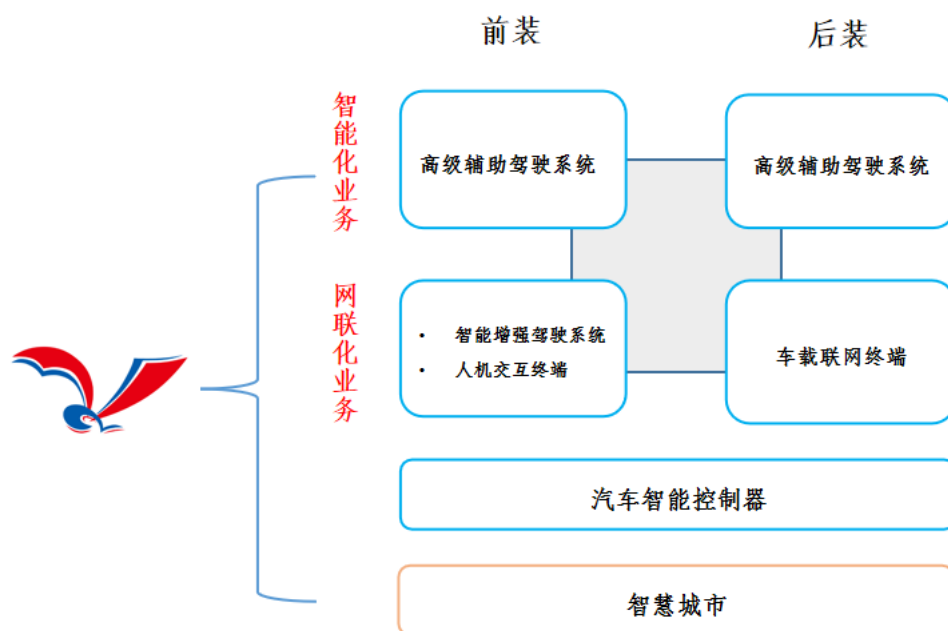 前装
后装
智能化业务
高级辅助驾驶系统
高级辅助驾驶系统
网联化业务
• 智能增强驾驶系统
• 人机交互终端
车载联网终端
汽车智能控制器
智慧城市